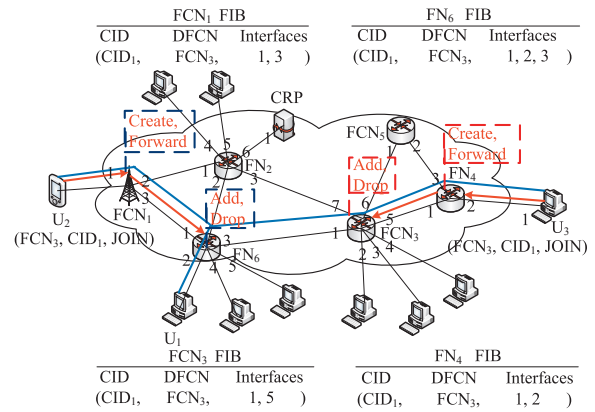 FCN1 FIB
CID DFCN Interfaces
(CID1, FCN3, 1, 3 )
FN6 FIB
CID DFCN Interfaces
(CID1, FCN3, 1, 2, 3 )
CRP
Create,
Forward
4 5 6 1
FCN5
1 2
Create,
Forward
FN2
1 2 3
Add,
Drop
3
FN4
1 2
1
U2
FCN1
1 2 3
(FCN3, CID1, JOIN)
Add,
Drop
7 6 5
1 2 3 4
FCN3
U3
(FCN3, CID1, JOIN)
1 3
2 4 5
FN6
U1
FCN3 FIB
CID DFCN Interfaces
(CID1, FCN3, 1, 5 )
FN4 FIB
CID DFCN Interfaces
(CID1, FCN3, 1, 2 )